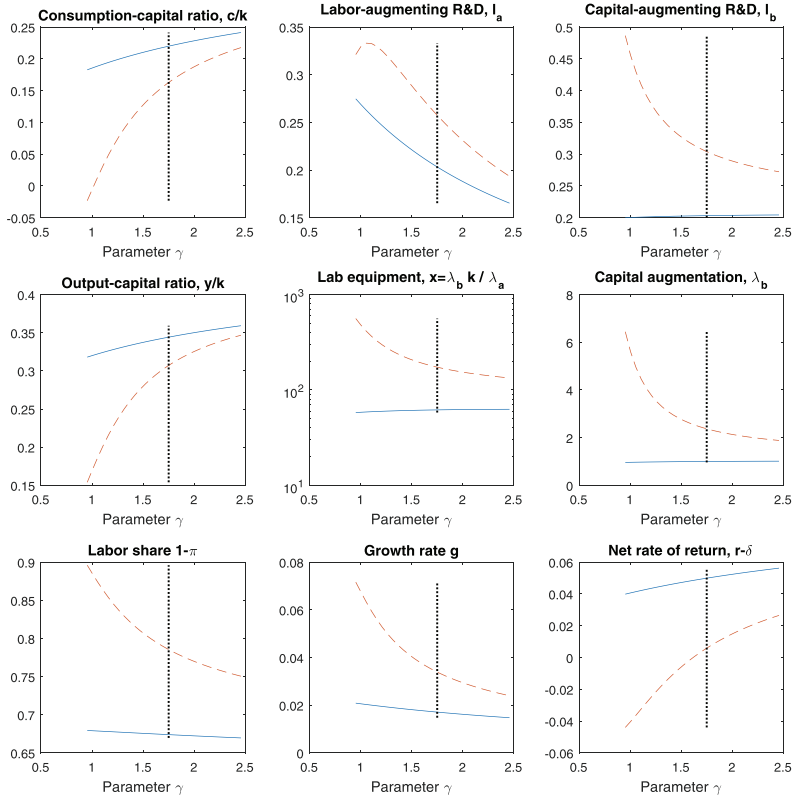 Consumption-capital ratio, c/k
0.25
0.2
0.15
0.1
0.05
0
-0.05
0.5 1 1.5 2 2.5
Parameter γ
Labor-augmenting R&D, l_a
0.35
0.3
0.25
0.2
0.15
0.5 1 1.5 2 2.5
Parameter γ
Capital-augmenting R&D, l_b
0.5
0.45
0.4
0.35
0.3
0.25
0.2
0.5 1 1.5 2 2.5
Parameter γ
Output-capital ratio, y/k
0.4
0.35
0.3
0.25
0.2
0.15
0.5 1 1.5 2 2.5
Parameter γ
Lab equipment, x=λ_b k / λ_a
10^3
10^2
10^1
0.5 1 1.5 2 2.5
Parameter γ
Capital augmentation, λ_b
8
6
4
2
0
0.5 1 1.5 2 2.5
Parameter γ
Labor share 1-π
0.9
0.85
0.8
0.75
0.7
0.65
0.5 1 1.5 2 2.5
Parameter γ
Growth rate g
0.08
0.06
0.04
0.02
0
0.5 1 1.5 2 2.5
Parameter γ
Net rate of return, r-δ
0.06
0.04
0.02
0
-0.02
-0.04
-0.06
0.5 1 1.5 2 2.5
Parameter γ